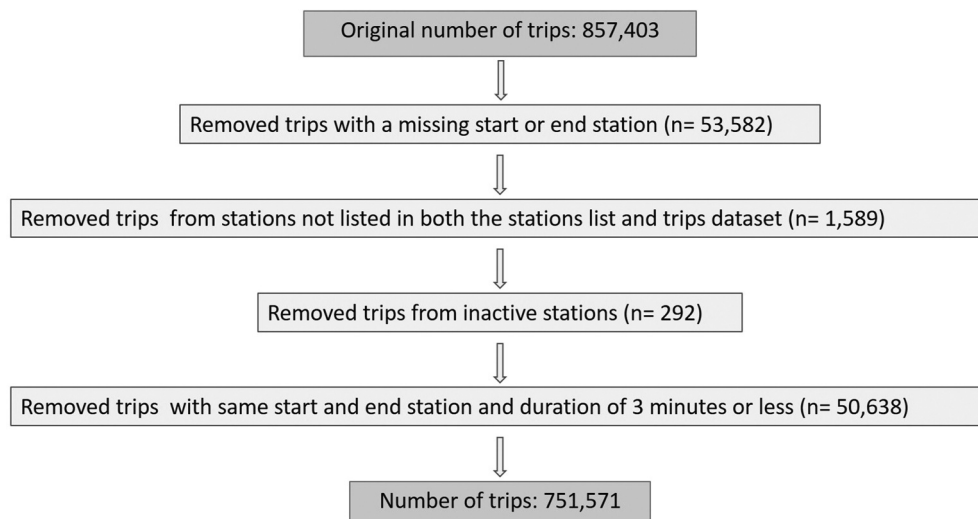 Original number of trips: 857,403
Removed trips with a missing start or end station (n= 53,582)
Removed trips  from stations not listed in both the stations list and trips dataset (n= 1,589)
Removed trips from inactive stations (n= 292)
Removed trips  with same start and end station and duration of 3 minutes or less (n= 50,638)
Number of trips: 751,571